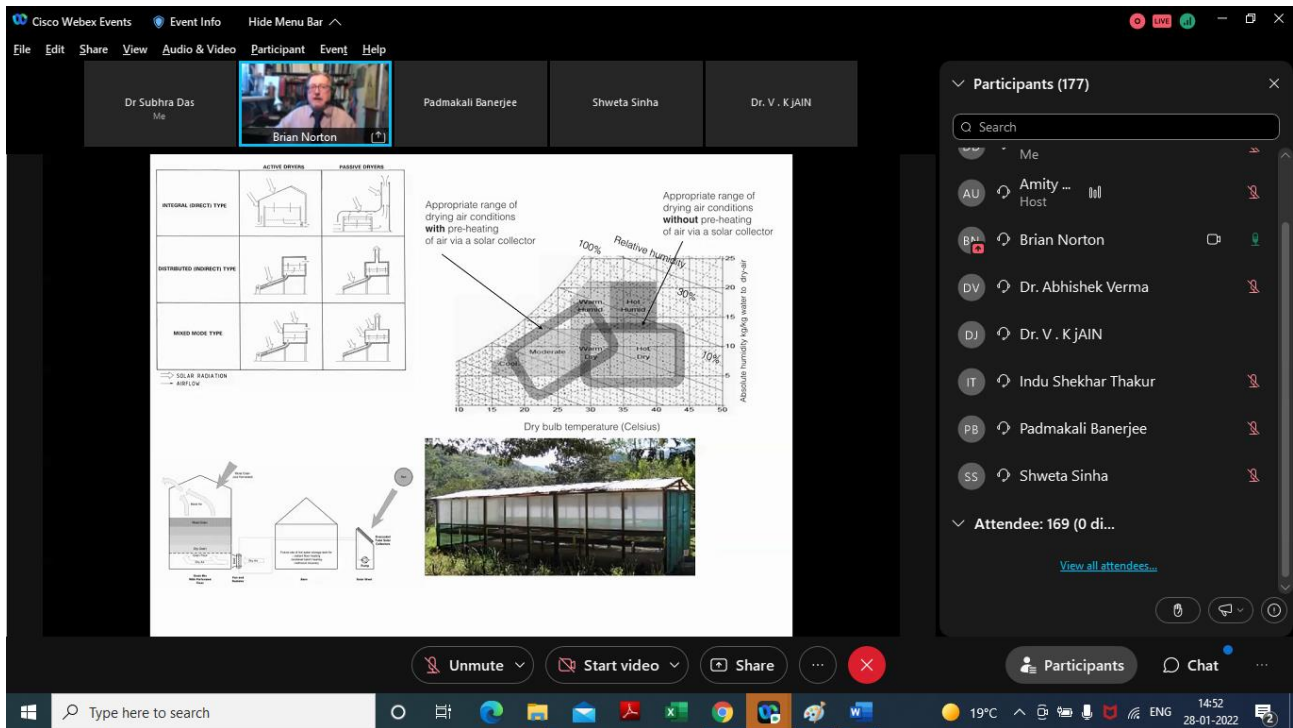 Cisco Webex Events
Event Info
Hide Menu Bar
LIVE
File Edit Share View Audio & Video Participant Event Help
Dr Subhra Das
Me
Brian Norton
Padmakali Banerjee
Shweta Sinha
Dr. V . K jAIN
ACTIVE DRYERS
PASSIVE DRYERS
INTEGRAL (DIRECT) TYPE
DISTRIBUTED (INDIRECT) TYPE
MIXED MODE TYPE
SOLAR RADIATION
AIRFLOW
Appropriate range of
drying air conditions
with pre-heating
of air via a solar collector
Appropriate range of
drying air conditions
without pre-heating
of air via a solar collector
100%
Relative humidity
30%
10%
Warm
Humid
Hot
Humid
Cool
Moderate
Warm
Dry
Hot
Dry
25
20
15
10
5
Absolute humidity kg/kg water to dry-air
10 15 20 25 30 35 40 45 50
Dry bulb temperature (Celsius)
Participants (177)
Search
Me
AU
Amity ...
Host
BN
Brian Norton
DV
Dr. Abhishek Verma
DJ
Dr. V . K jAIN
IT
Indu Shekhar Thakur
PB
Padmakali Banerjee
SS
Shweta Sinha
Attendee: 169 (0 di...
View all attendees...
Unmute
Start video
Share
Participants
Chat
Type here to search
19°C
ENG
14:52
28-01-2022
2